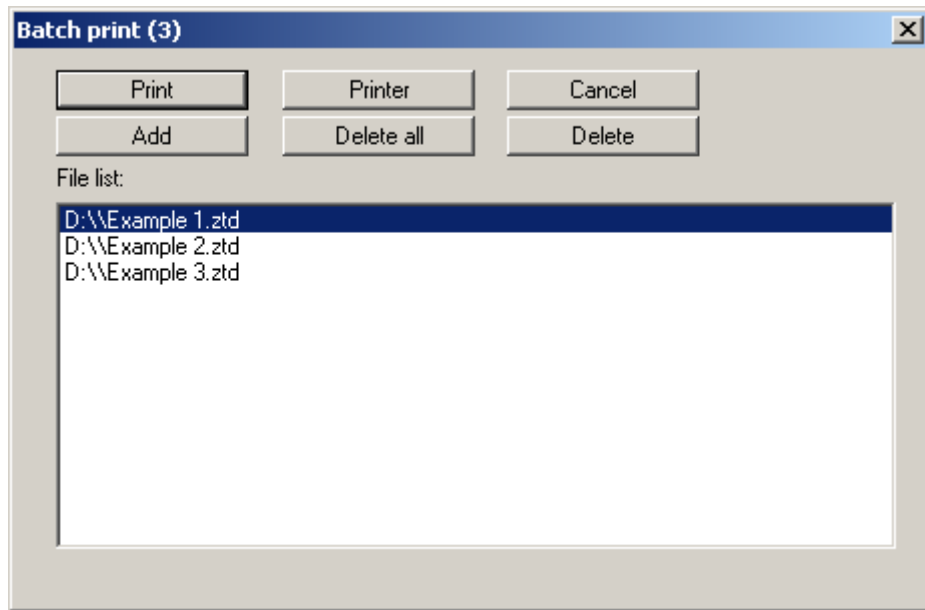 Batch print (3)
Print Printer Cancel
Add Delete all Delete
File list:
D:\\Example 1.ztd
D:\\Example 2.ztd
D:\\Example 3.ztd